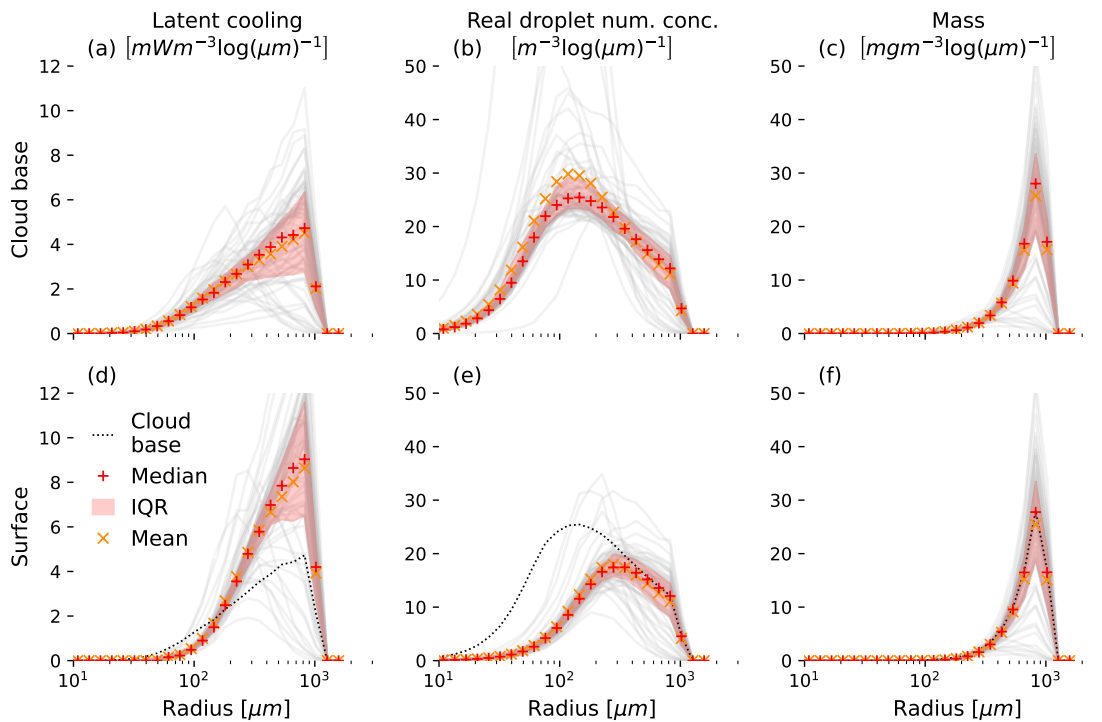 Latent cooling
(a) [mWm⁻³log(μm)⁻¹]
Real droplet num. conc.
(b) [m⁻³log(μm)⁻¹]
Mass
(c) [mgm⁻³log(μm)⁻¹]
12
10
8
6
4
2
0
Cloud base
50
40
30
20
10
0
50
40
30
20
10
0
(d)
12
10
8
6
4
2
0
Surface
Cloud
base
Median
IQR
Mean
10¹ 10² 10³
Radius [μm]
(e)
50
40
30
20
10
0
10¹ 10² 10³
Radius [μm]
(f)
50
40
30
20
10
0
10¹ 10² 10³
Radius [μm]